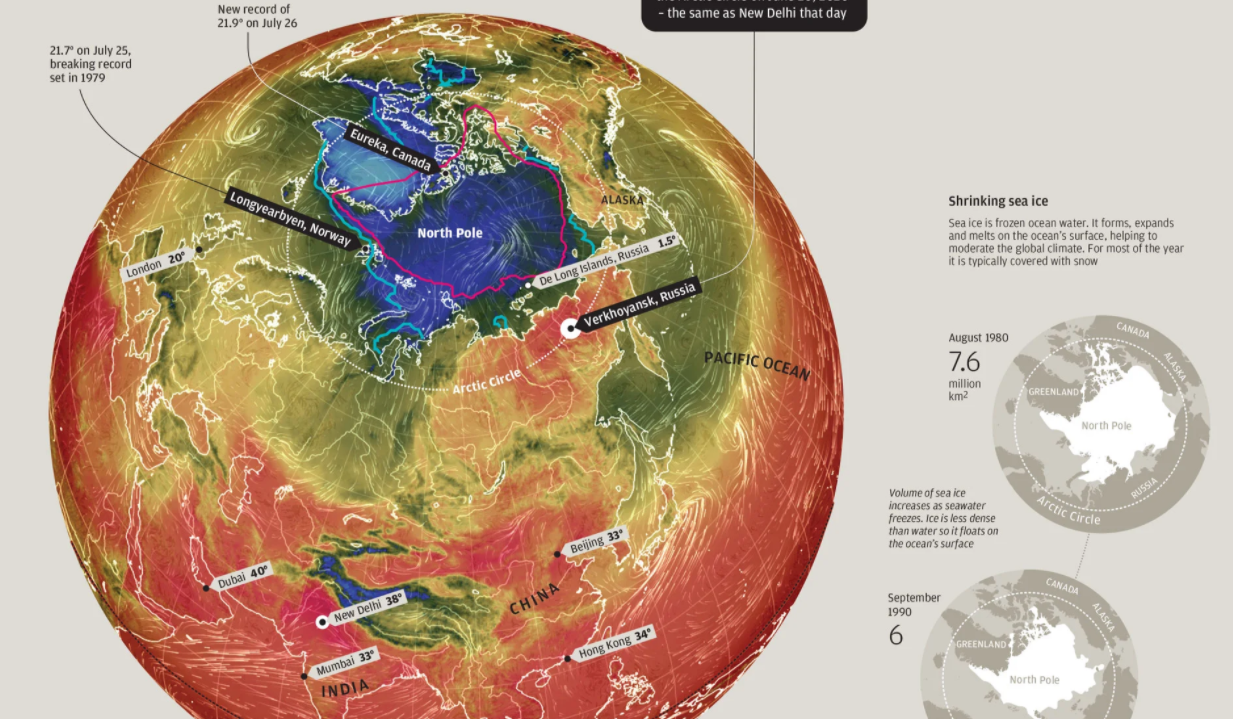 New record of
21.9° on July 26
– the same as New Delhi that day
21.7° on July 25,
breaking record
set in 1979
Eureka, Canada
Longyearbyen, Norway
North Pole
ALASKA
London 20°
De Long Islands, Russia 1.5°
Verkhoyansk, Russia
PACIFIC OCEAN
Arctic Circle
Beijing 33°
Dubai 40°
New Delhi 38°
CHINA
Hong Kong 34°
Mumbai 33°
INDIA
Shrinking sea ice
Sea ice is frozen ocean water. It forms, expands
and melts on the ocean's surface, helping to
moderate the global climate. For most of the year
it is typically covered with snow
August 1980
7.6
million
km²
CANADA
ALASKA
GREENLAND
North Pole
RUSSIA
Arctic Circle
Volume of sea ice
increases as seawater
freezes. Ice is less dense
than water so it floats on
the ocean's surface
September
1990
6
CANADA
ALASKA
GREENLAND
North Pole